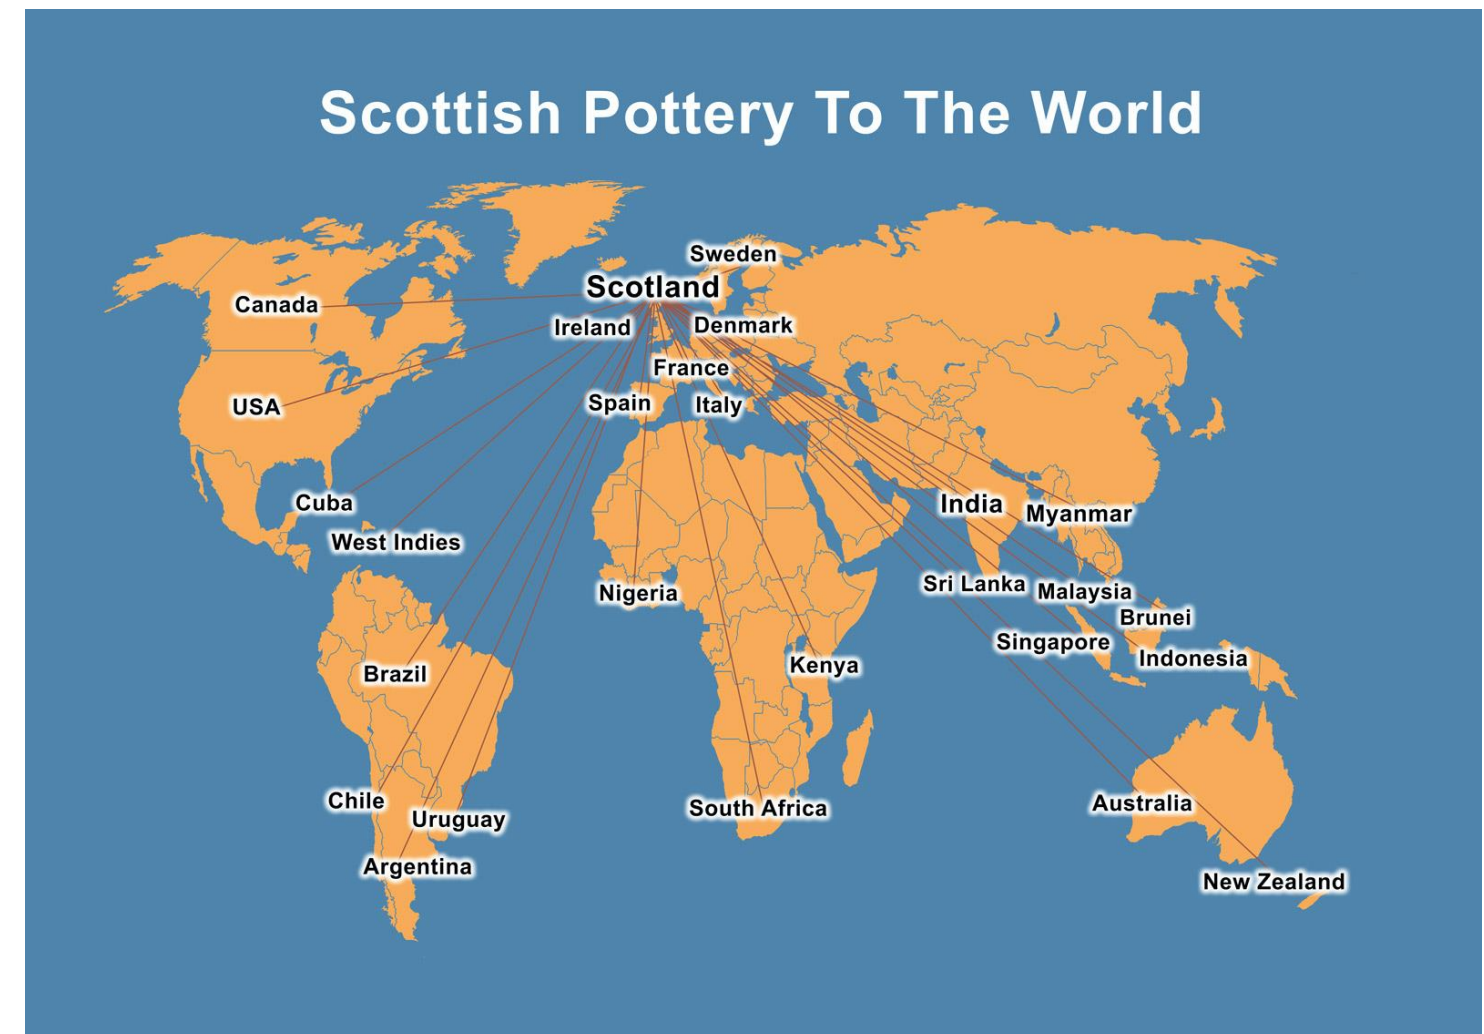 Scottish Pottery To The World
Sweden
Scotland
Canada
Ireland
Denmark
France
USA
Spain
Italy
Cuba
India
Myanmar
West Indies
Sri Lanka
Malaysia
Nigeria
Brunei
Singapore
Indonesia
Kenya
Brazil
Chile
South Africa
Australia
Uruguay
Argentina
New Zealand